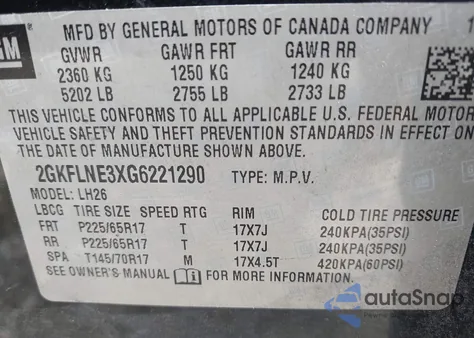 GM
MFD BY GENERAL MOTORS OF CANADA COMPANY 1
GVWR GAWR FRT GAWR RR
2360 KG 1250 KG 1240 KG
5202 LB 2755 LB 2733 LB
THIS VEHICLE CONFORMS TO ALL APPLICABLE U.S. FEDERAL MOTOR
VEHICLE SAFETY AND THEFT PREVENTION STANDARDS IN EFFECT ON
THE DATE OF MANUFACTURE SHOWN ABOVE.
2GKFLNE3XG6221290 TYPE: M.P.V.
MODEL: LH26
LBCG TIRE SIZE SPEED RTG RIM COLD TIRE PRESSURE
FRT P225/65R17 T 17X7J 240KPA(35PSI)
RR P225/65R17 T 17X7J 240KPA(35PSI)
SPA T145/70R17 M 17X4.5T 420KPA(60PSI)
SEE OWNER'S MANUAL i FOR MORE INFORMATION.
autoSnap